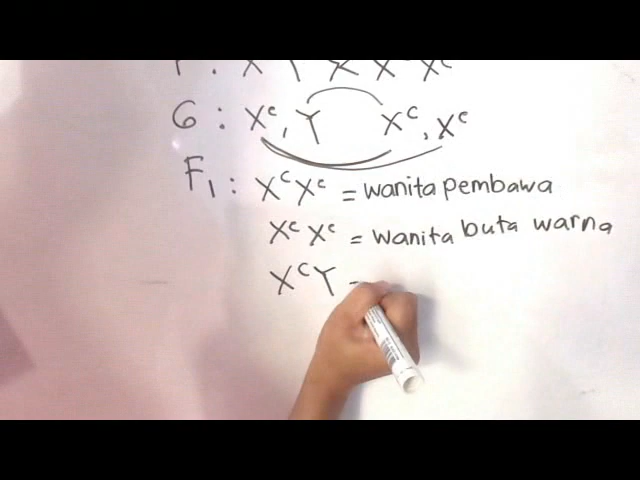 G : Xᶜ, Y Xᶜ, Xᶜ
F₁ : XᶜXᶜ = wanita pembawa
XᶜXᶜ = wanita buta warna
XᶜY -